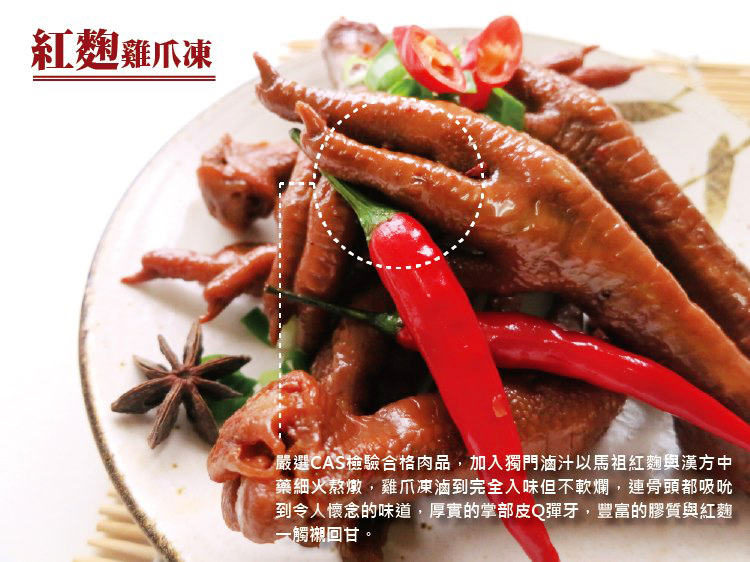 紅麴雞爪凍
嚴選CAS檢驗合格肉品，加入獨門滷汁以馬祖紅麴與漢方中
藥細火熬燉，雞爪凍滷到完全入味但不軟爛，連骨頭都吸吮
到令人懷念的味道，厚實的掌部皮Q彈牙，豐富的膠質與紅麴
一觸襯回甘。